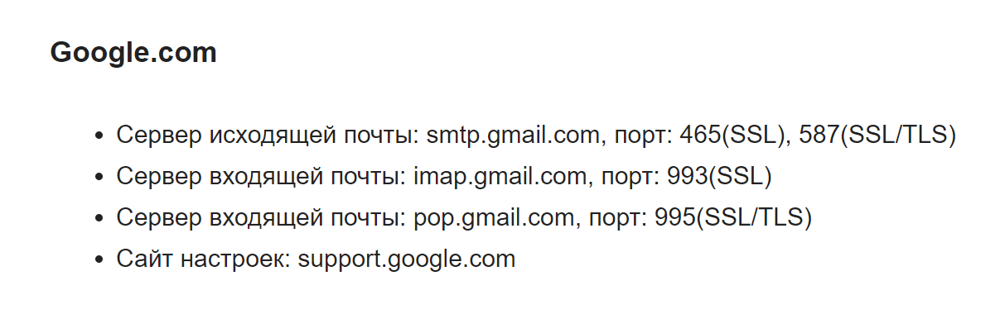 Google.com
• Сервер исходящей почты: smtp.gmail.com, порт: 465(SSL), 587(SSL/TLS)
• Сервер входящей почты: imap.gmail.com, порт: 993(SSL)
• Сервер входящей почты: pop.gmail.com, порт: 995(SSL/TLS)
• Сайт настроек: support.google.com